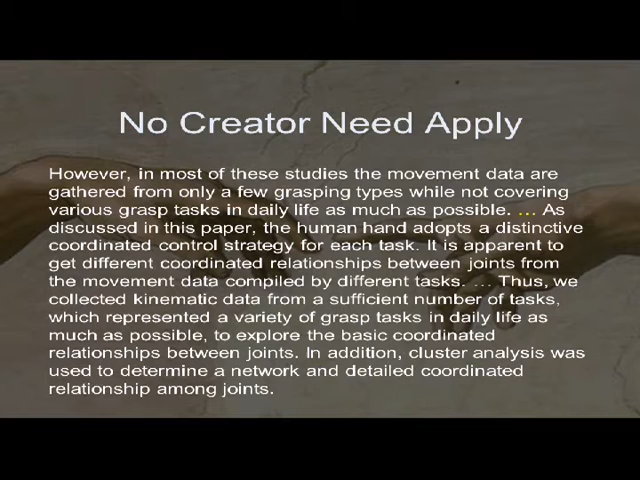 No Creator Need Apply
However, in most of these studies the movement data are
gathered from only a few grasping types while not covering
various grasp tasks in daily life as much as possible. … As
discussed in this paper, the human hand adopts a distinctive
coordinated control strategy for each task. It is apparent to
get different coordinated relationships between joints from
the movement data compiled by different tasks. … Thus, we
collected kinematic data from a sufficient number of tasks,
which represented a variety of grasp tasks in daily life as
much as possible, to explore the basic coordinated
relationships between joints. In addition, cluster analysis was
used to determine a network and detailed coordinated
relationship among joints.